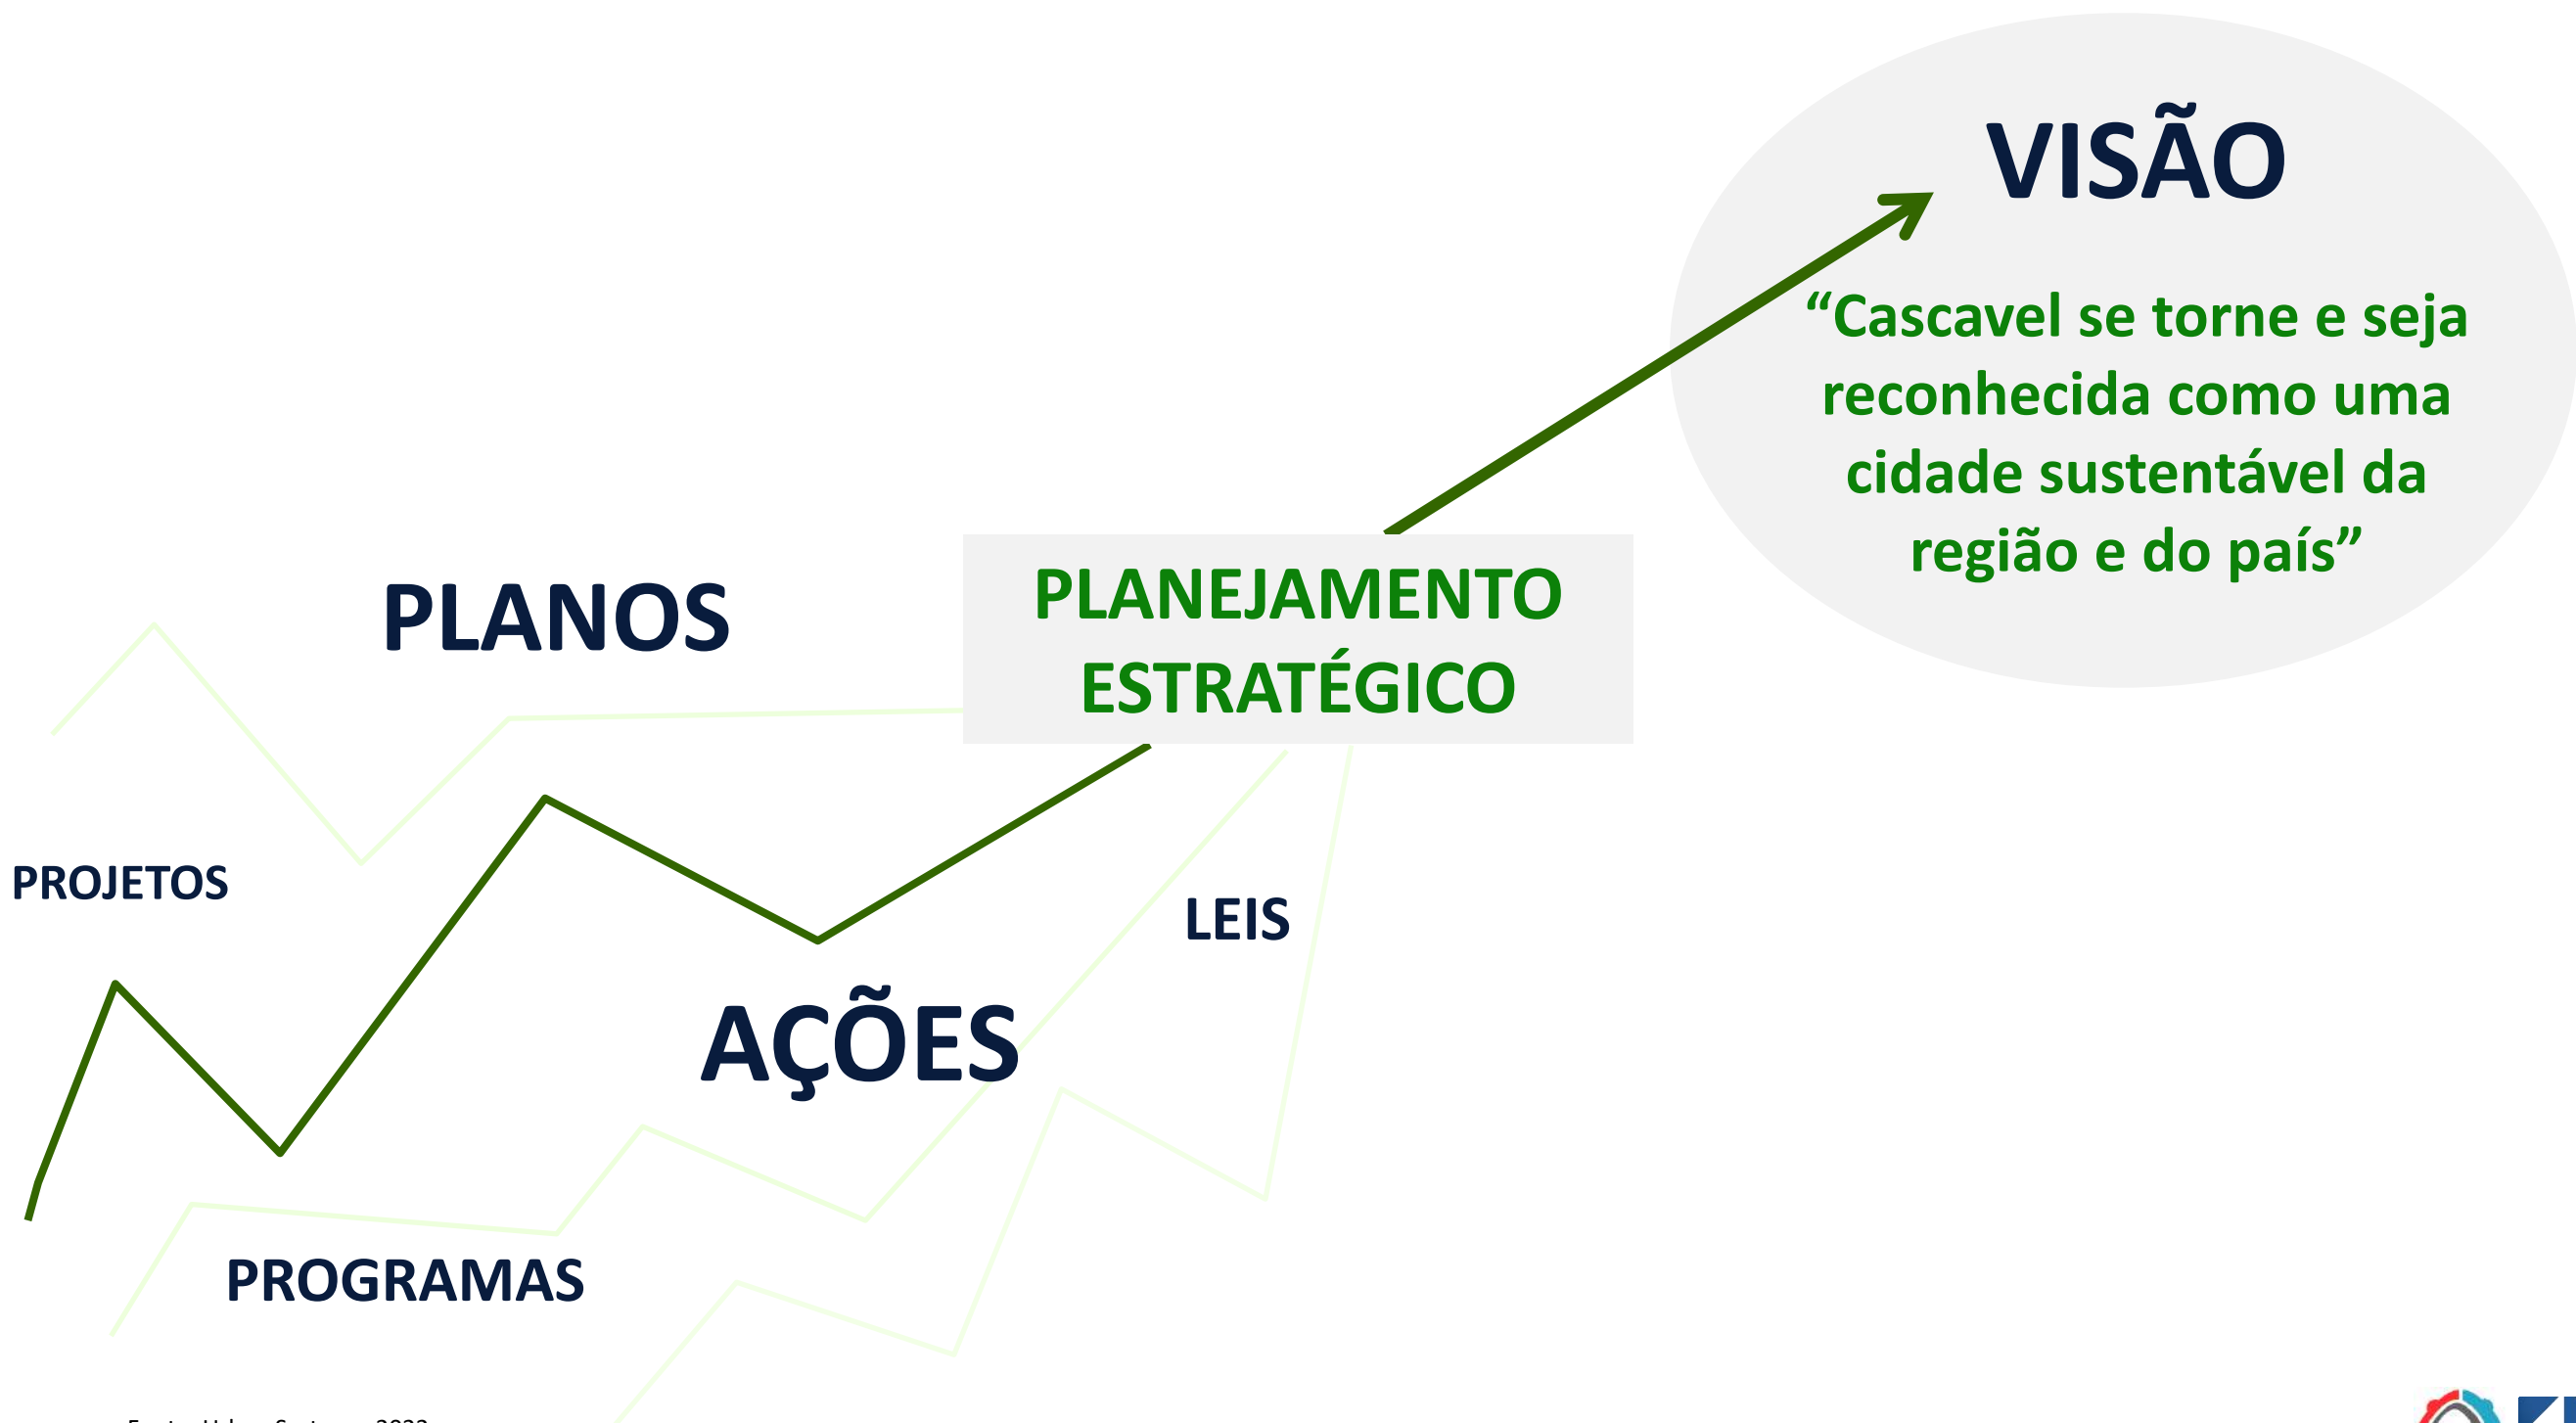 VISÃO
“Cascavel se torne e seja
reconhecida como uma
cidade sustentável da
região e do país”
PLANEJAMENTO
ESTRATÉGICO
PLANOS
PROJETOS
LEIS
AÇÕES
PROGRAMAS